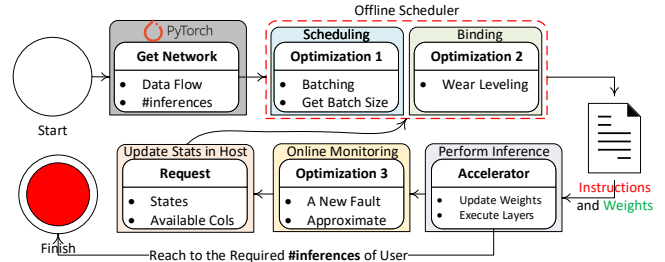 Offline Scheduler
PyTorch
Scheduling
Binding
Get Network
• Data Flow
• #inferences
Optimization 1
• Batching
• Get Batch Size
Optimization 2
• Wear Leveling
Start
Update Stats in Host
Online Monitoring
Perform Inference
Request
• States
• Available Cols
Optimization 3
• A New Fault
• Approximate
Accelerator
• Update Weights
• Execute Layers
Instructions
and Weights
Finish
Reach to the Required #inferences of User